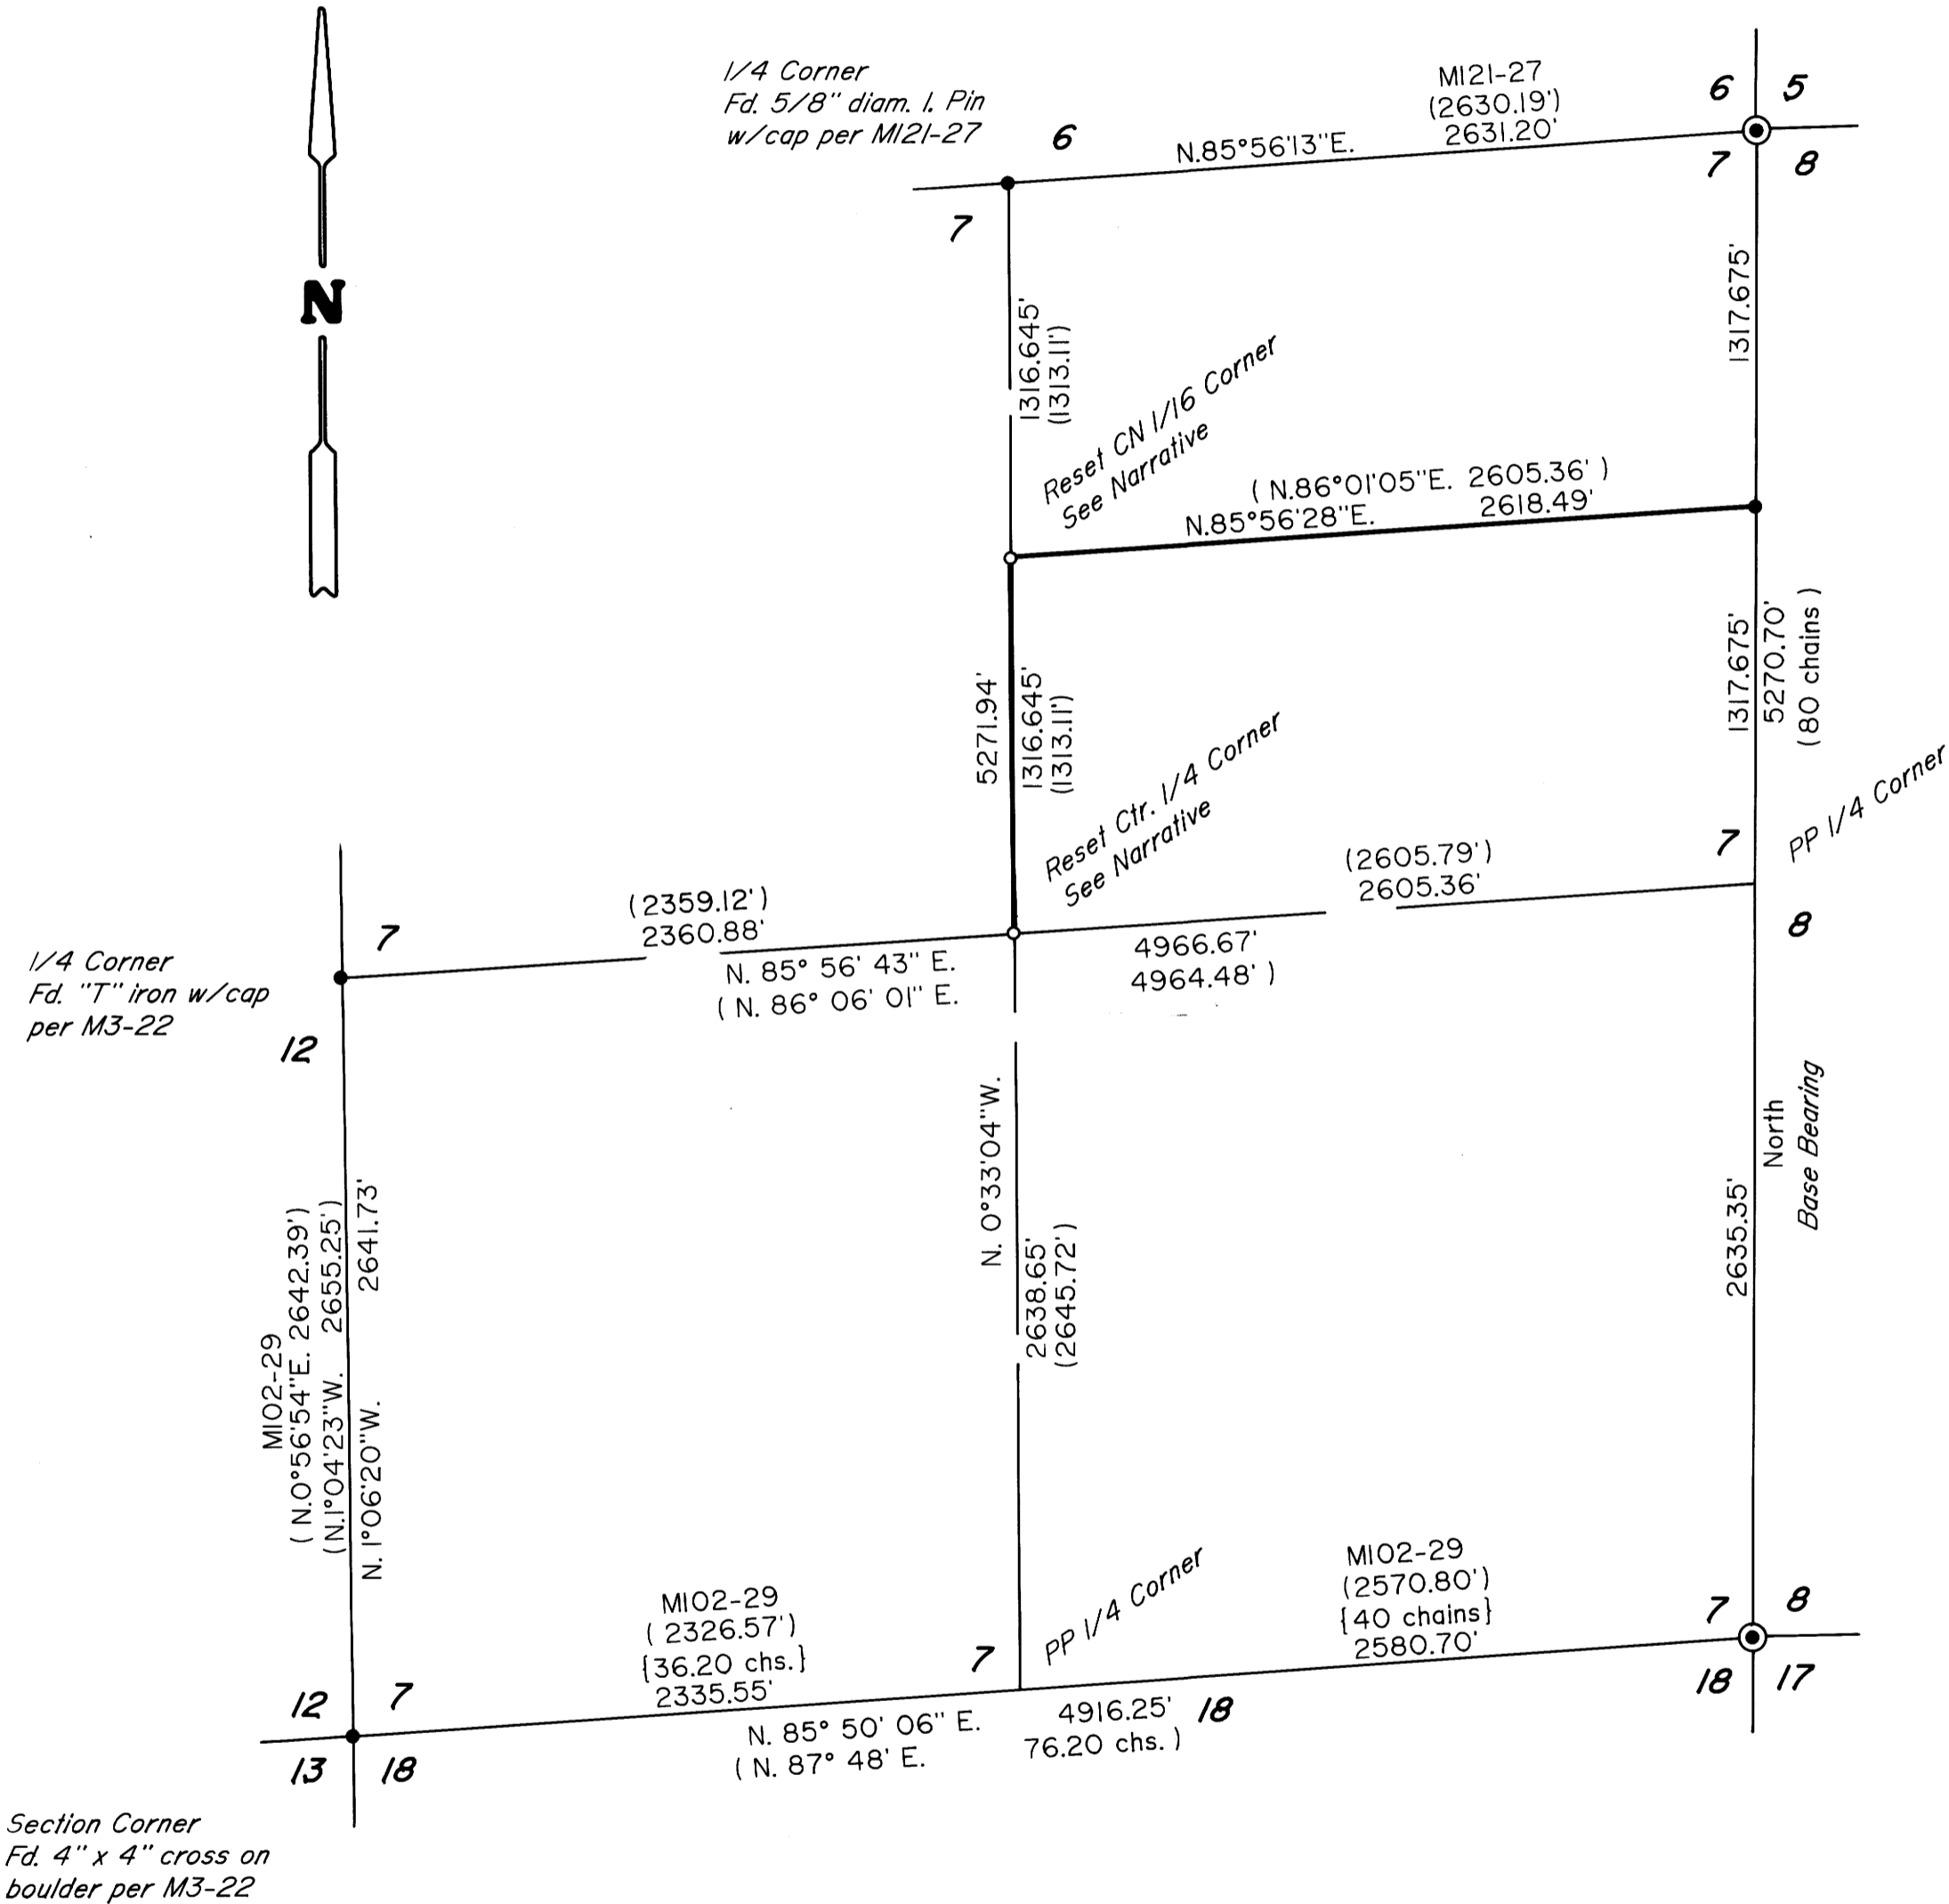 1/4 Corner
Fd. 5/8" diam. I. Pin
w/cap per M121-27
6
M121-27
(2630.19')
N.85°56'13"E. 2631.20'
6 5
7 8
7
N
1316.645'
(1313.11')
1317.675'
Reset CN 1/16 Corner
See Narrative
( N.86°01'05"E. 2605.36' )
N.85°56'28"E. 2618.49'
5271.94'
1316.645'
(1313.11')
1317.675'
5270.70'
(80 chains )
Reset Ctr. 1/4 Corner
See Narrative
PP 1/4 Corner
7
8
(2605.79')
2605.36'
(2359.12')
2360.88'
7
12
1/4 Corner
Fd. "T" iron w/cap
per M3-22
N. 85° 56' 43" E. 4966.67'
( N. 86° 06' 01" E. 4964.48' )
N. 0°33'04"W.
2638.65'
(2645.72')
2635.35'
North
Base Bearing
M102-29
( N.0°56'54"E. 2642.39')
(N.1°04'23"W. 2655.25')
N. 1°06'20"W. 2641.73'
M102-29
( 2326.57')
{36.20 chs.}
2335.55'
7
PP 1/4 Corner
M102-29
(2570.80')
{40 chains}
2580.70'
7 8
18 17
12 7
13 18
N. 85° 50' 06" E. 4916.25' 18
( N. 87° 48' E. 76.20 chs. )
Section Corner
Fd. 4" x 4" cross on
boulder per M3-22